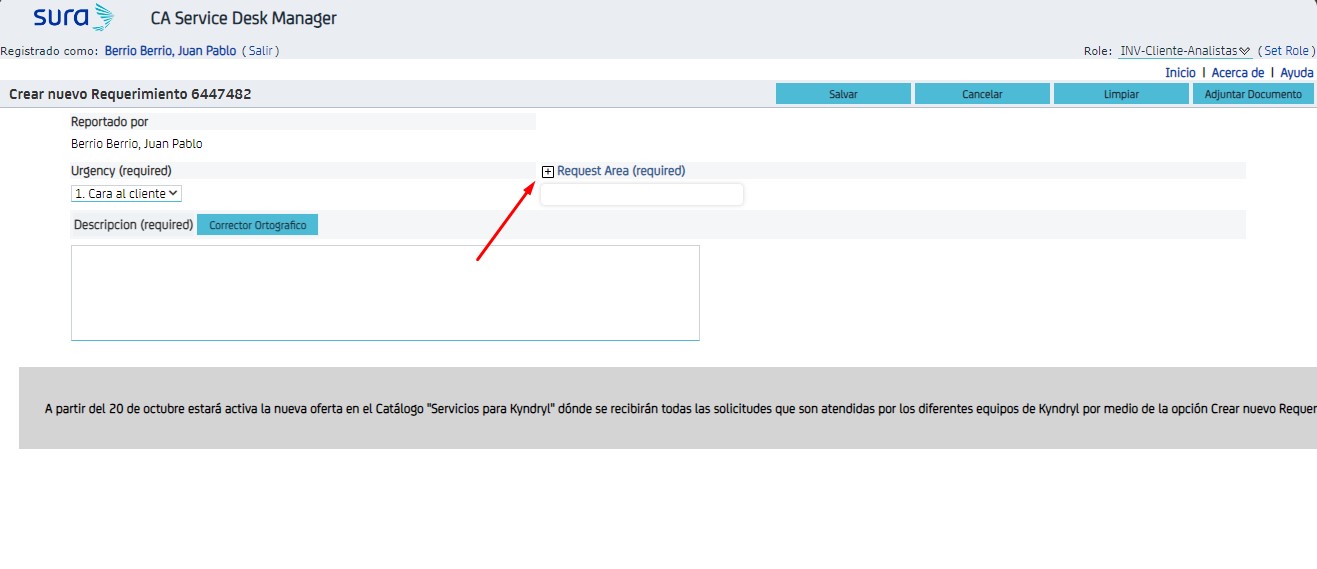 sura CA Service Desk Manager
Registrado como: Berrio Berrio, Juan Pablo (Salir) Role: INV-Cliente-Analistas (Set Role)
Inicio | Acerca de | Ayuda
Crear nuevo Requerimiento 6447482 Salvar Cancelar Limpiar Adjuntar Documento
Reportado por
Berrio Berrio, Juan Pablo
Urgency (required) Request Area (required)
1. Cara al cliente
Descripcion (required) Corrector Ortografico
A partir del 20 de octubre estará activa la nueva oferta en el Catálogo "Servicios para Kyndryl" dónde se recibirán todas las solicitudes que son atendidas por los diferentes equipos de Kyndryl por medio de la opción Crear nuevo Requer